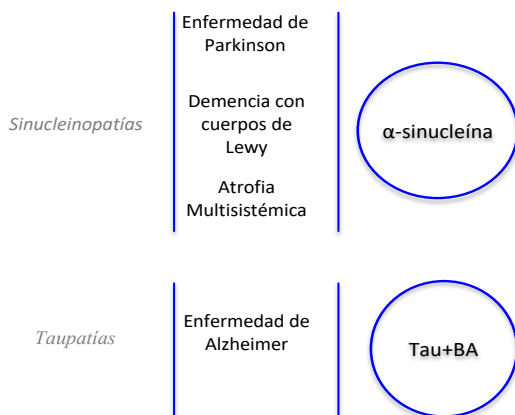 Enfermedad de
Parkinson
Sinucleinopatías
Demencia con
cuerpos de
Lewy
α-sinucleína
Atrofia
Multisistémica
Taupatías
Enfermedad de
Alzheimer
Tau+BA